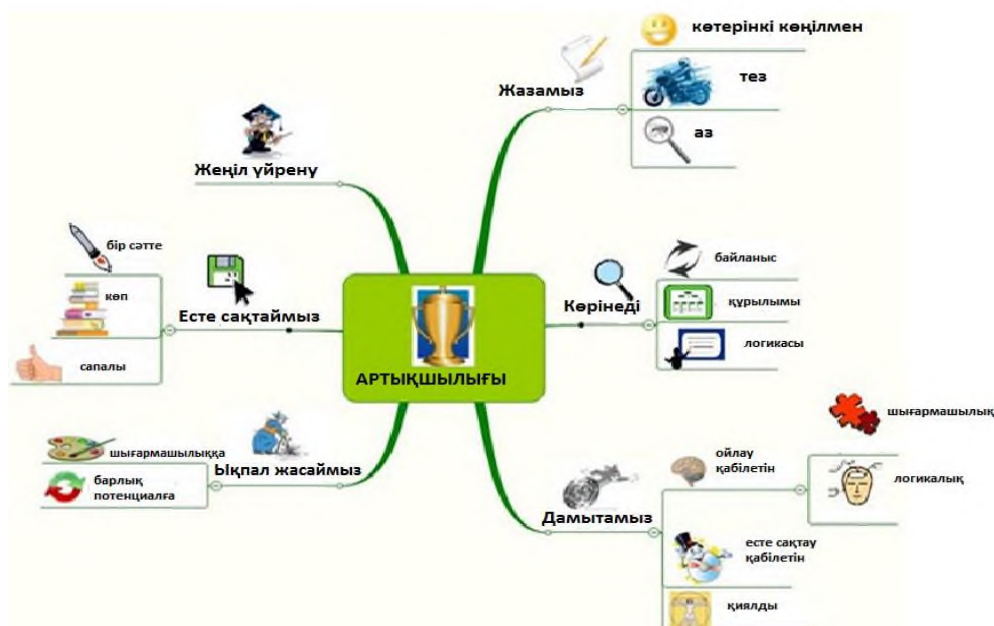 көтерінкі көңілмен
тез
аз
Жазамыз
Жеңіл үйрену
бір сәтте
көп
сапалы
Есте сақтаймыз
АРТЫҚШЫЛЫҒЫ
Көрінеді
байланыс
құрылымы
логикасы
шығармашылыққа
барлық
потенциалға
Ықпал жасаймыз
Дамытамыз
ойлау
қабілетін
шығармашылық
логикалық
есте сақтау
қабілетін
қиялды